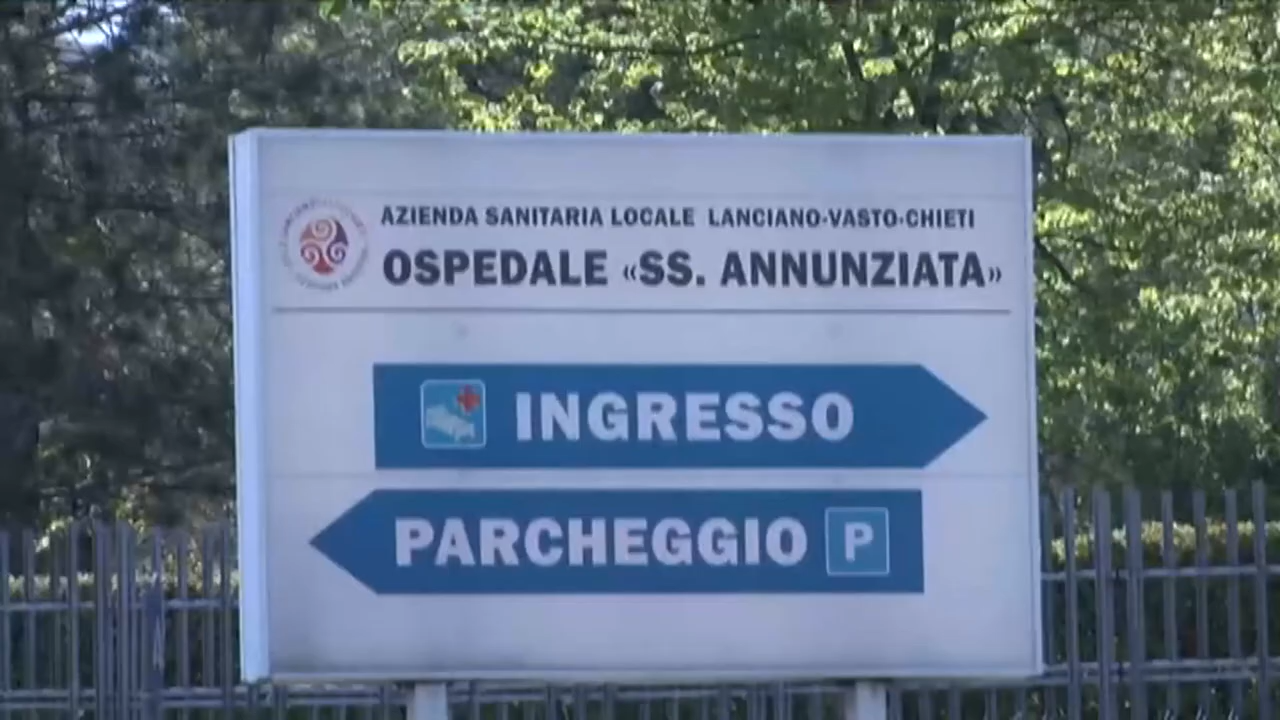 AZIENDA SANITARIA LOCALE LANCIANO-VASTO-CHIETI
OSPEDALE «SS. ANNUNZIATA»
INGRESSO
PARCHEGGIO P